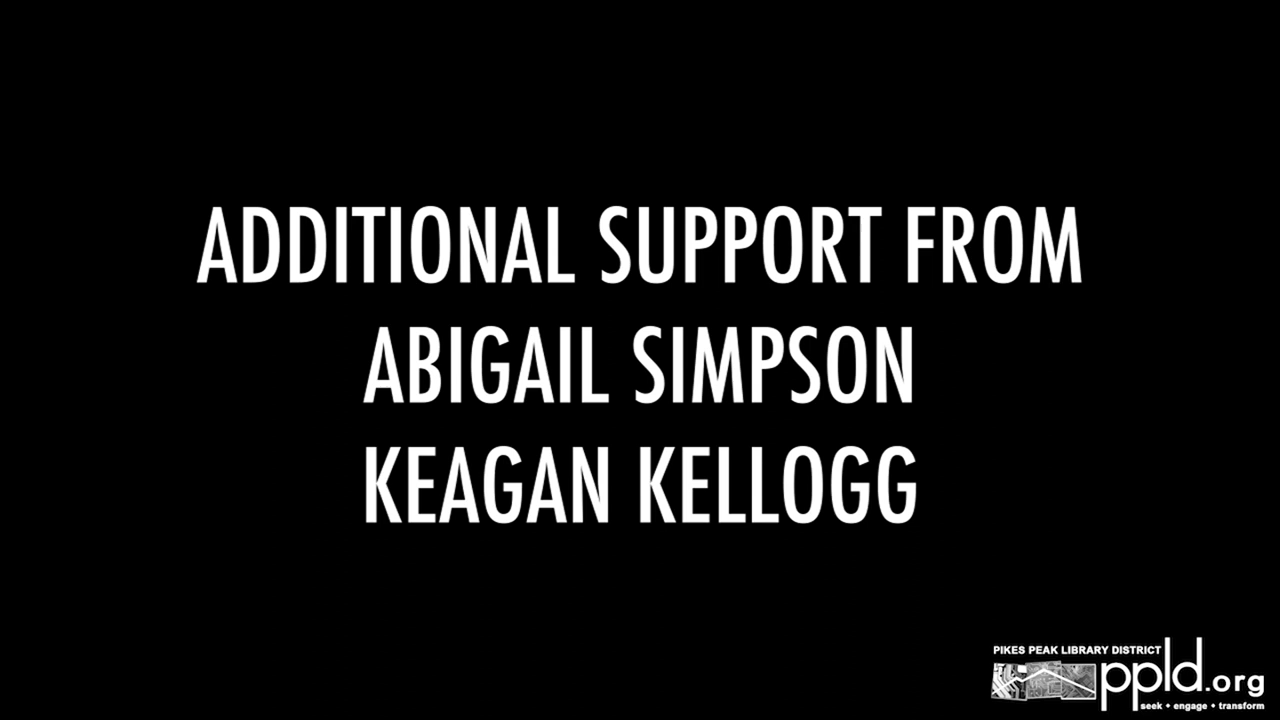 ADDITIONAL SUPPORT FROM
ABIGAIL SIMPSON
KEAGAN KELLOGG
PIKES PEAK LIBRARY DISTRICT
ppld.org
seek • engage • transform